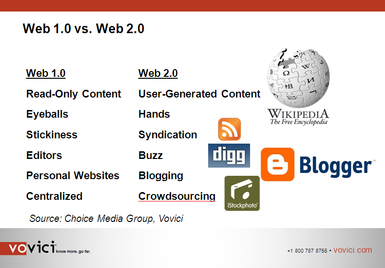 Web 1.0 vs. Web 2.0
Web 1.0 Web 2.0
Read-Only Content User-Generated Content
Eyeballs Hands
Stickiness Syndication
Editors Buzz
Personal Websites Blogging
Centralized Crowdsourcing
WIKIPEDIA
The Free Encyclopedia
digg
Blogger
iStockphoto
Source: Choice Media Group, Vovici
vovici know more. go far.
+1 800 787 8755 • vovici.com